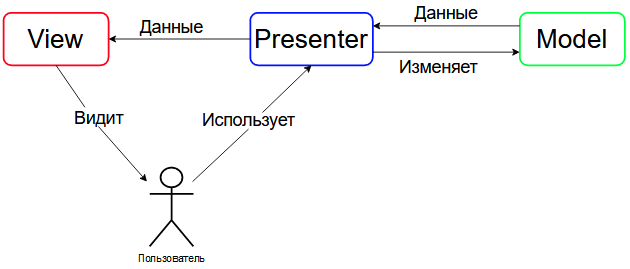 Данные
Данные
View
Presenter
Model
Изменяет
Видит
Использует
Пользователь